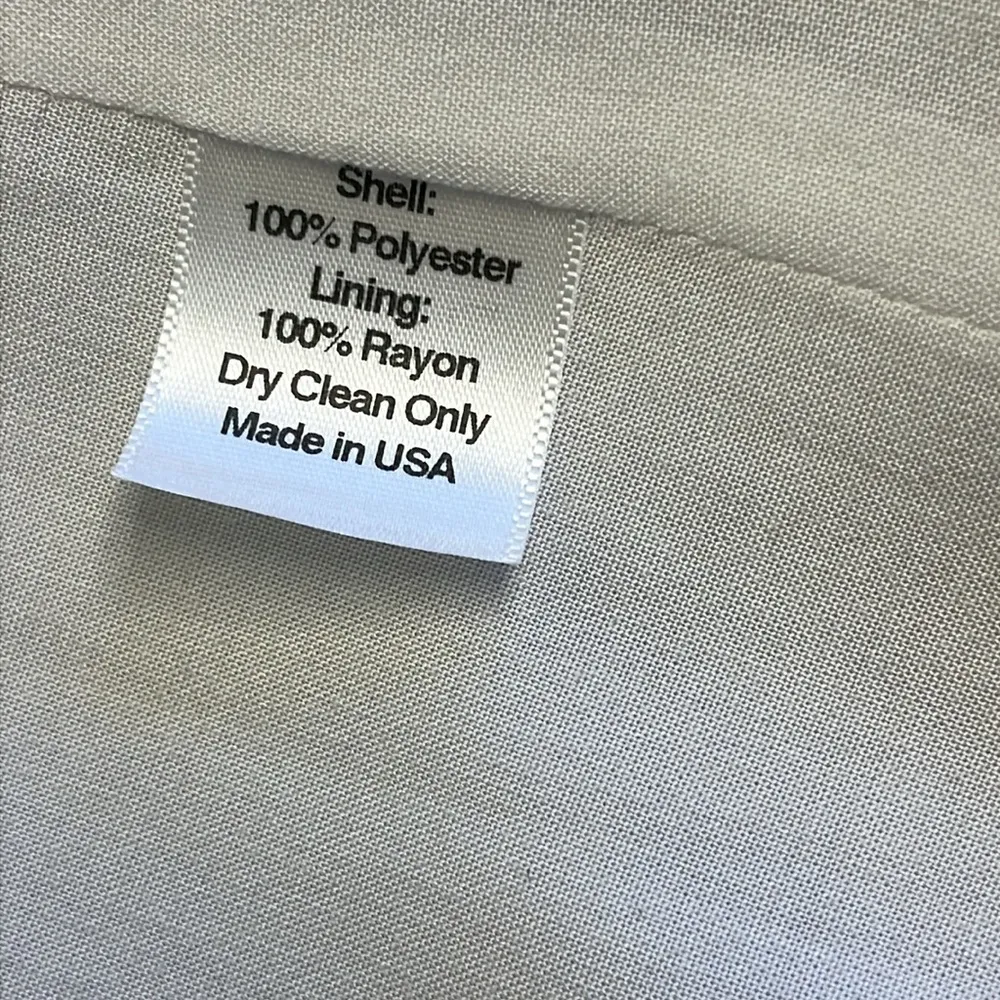 Shell:
100% Polyester
Lining:
100% Rayon
Dry Clean Only
Made in USA